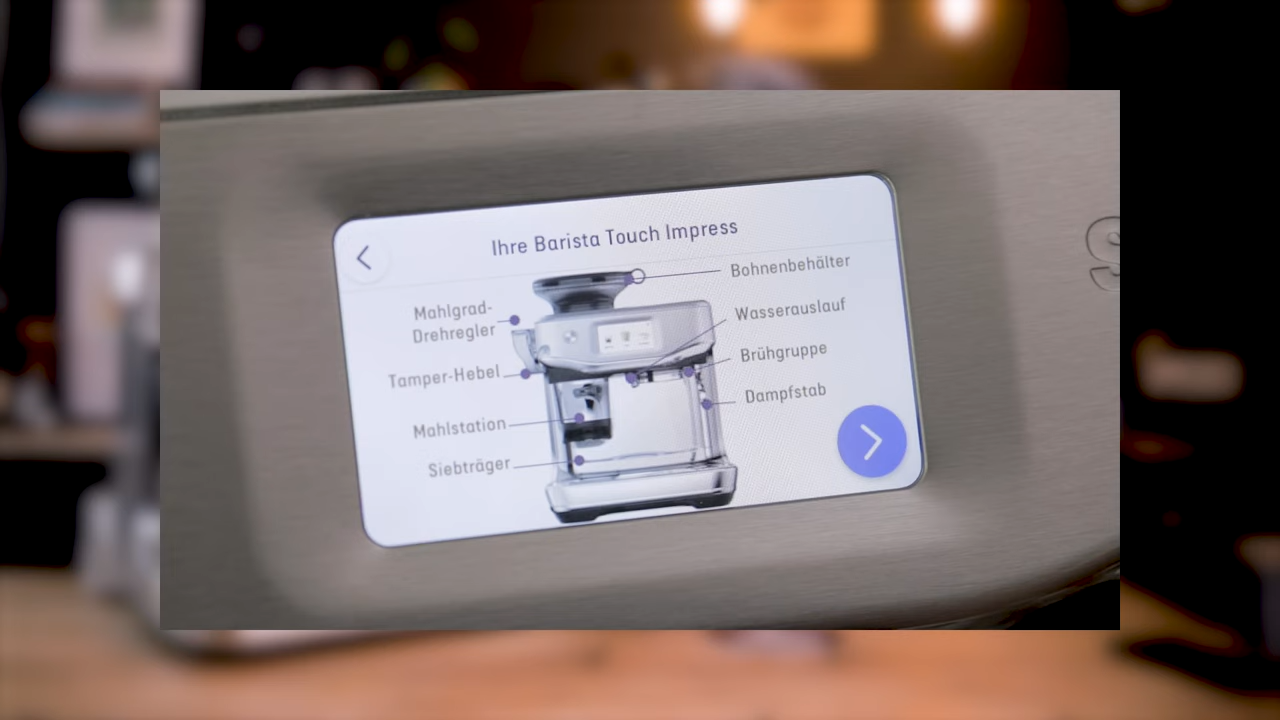 Ihre Barista Touch Impress
Mahlgrad-
Drehregler
Tamper-Hebel
Mahlstation
Siebträger
Bohnenbehälter
Wasserauslauf
Brühgruppe
Dampfstab